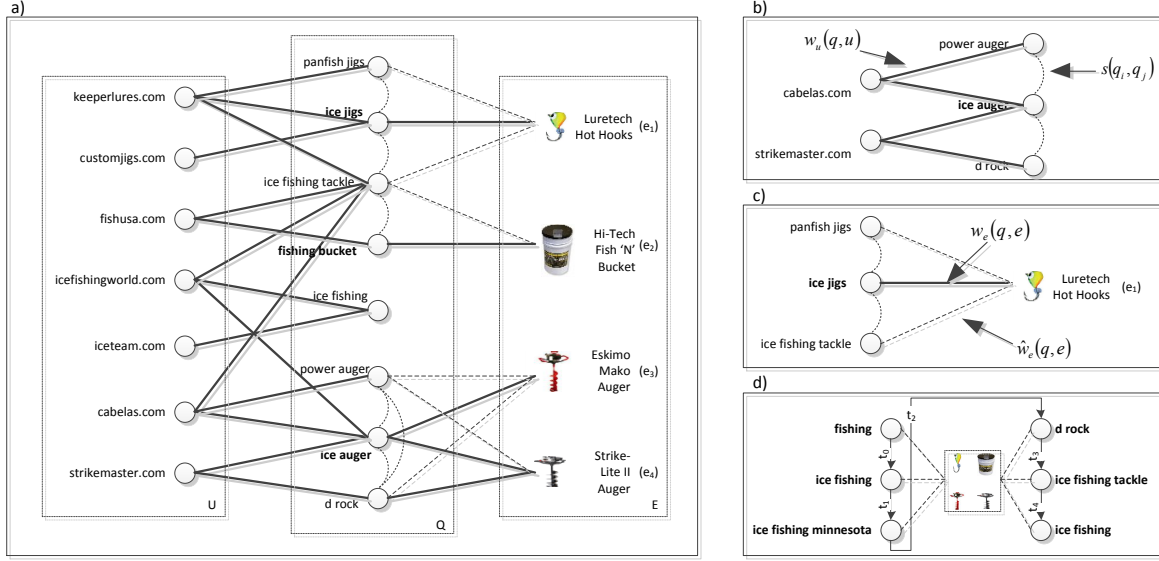 a)
keeperlures.com
customjigs.com
fishusa.com
icefishingworld.com
iceteam.com
cabelas.com
strikemaster.com
U
panfish jigs
ice jigs
ice fishing tackle
fishing bucket
ice fishing
power auger
ice auger
d rock
Q
Luretech
Hot Hooks
(e₁)
Hi-Tech
Fish ‘N’
Bucket
(e₂)
Eskimo
Mako
Auger
(e₃)
Strike-
Lite II
Auger
(e₄)
E
b)
wᵤ(q,u)
power auger
s(qᵢ,qⱼ)
cabelas.com
ice auger
strikemaster.com
d rock
c)
panfish jigs
wₑ(q,e)
ice jigs
Luretech
Hot Hooks
(e₁)
ice fishing tackle
ŵₑ(q,e)
d)
t₂
fishing
d rock
t₀
t₃
ice fishing
ice fishing tackle
t₁
t₄
ice fishing minnesota
ice fishing